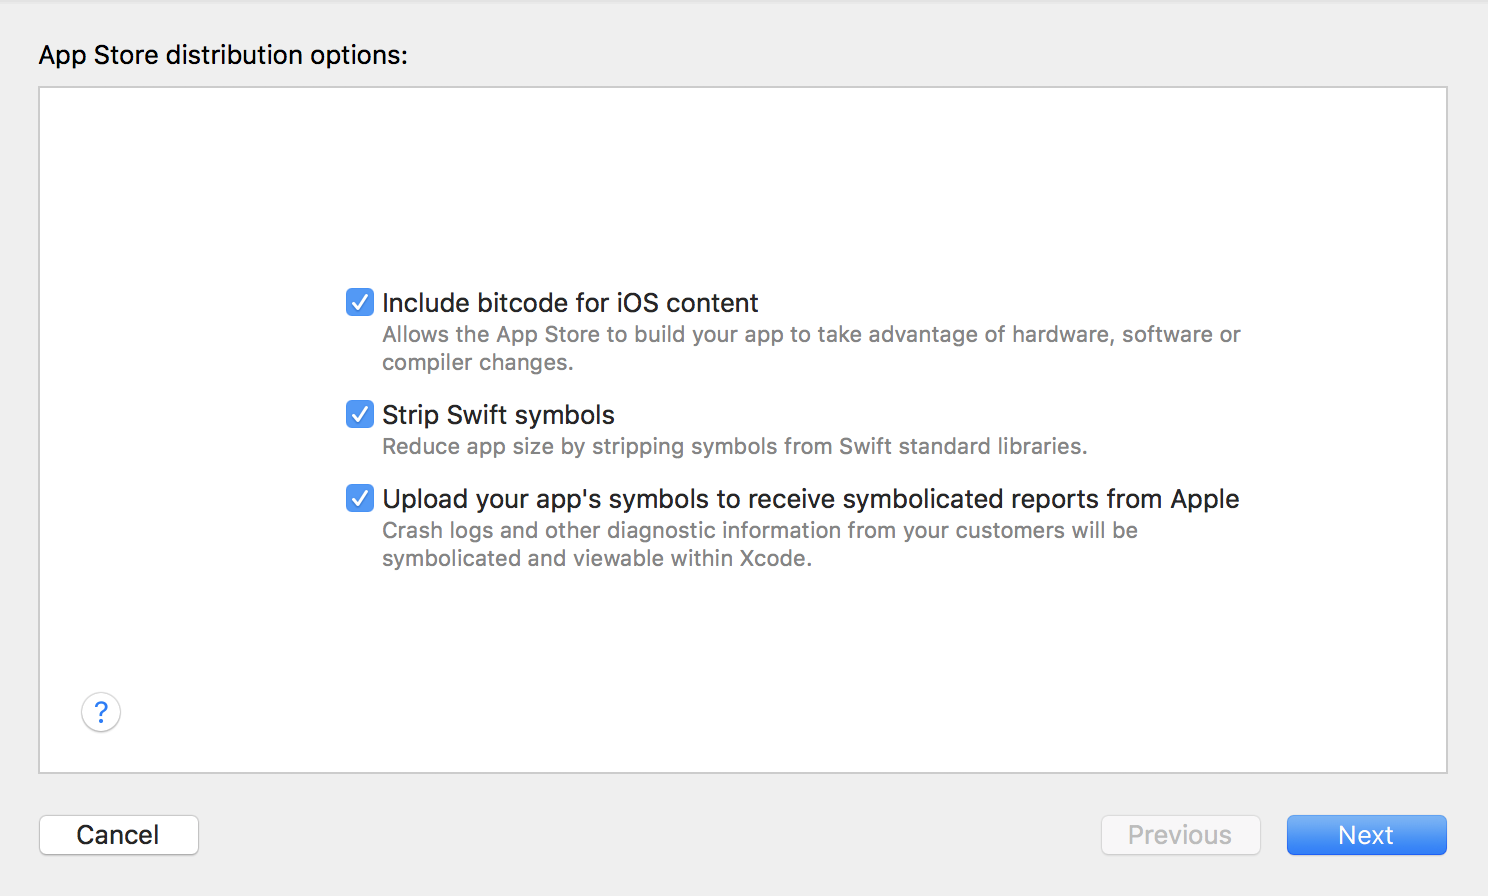 App Store distribution options:
Include bitcode for iOS content
Allows the App Store to build your app to take advantage of hardware, software or
compiler changes.
Strip Swift symbols
Reduce app size by stripping symbols from Swift standard libraries.
Upload your app's symbols to receive symbolicated reports from Apple
Crash logs and other diagnostic information from your customers will be
symbolicated and viewable within Xcode.
?
Cancel
Previous
Next